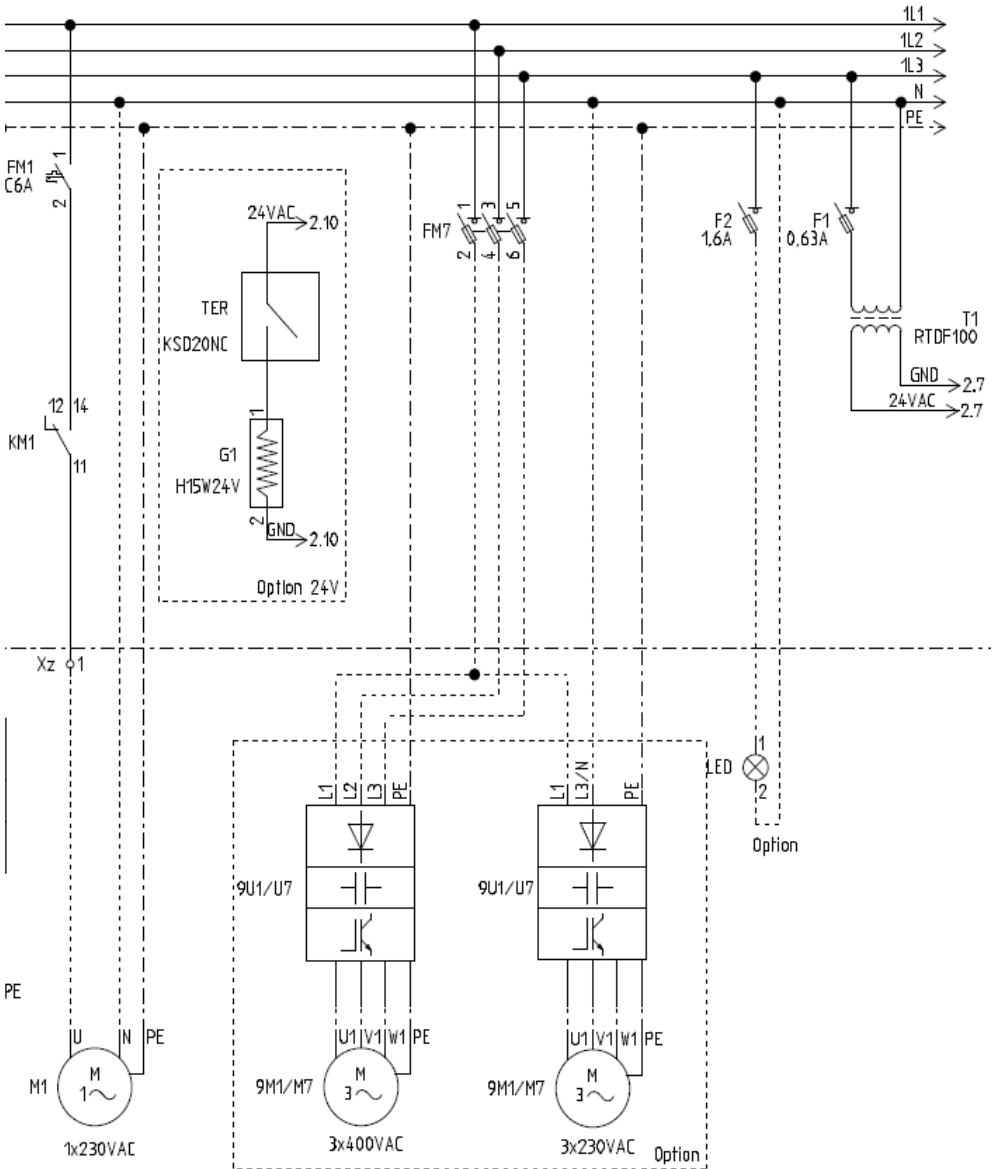 1L1
1L2
1L3
N
PE
FM1
C6A
1
2
24VAC
2.10
TER
KSD20NC
1
G1
H15W24V
2
GND
2.10
Option 24V
FM7
1 3 5
2 4 6
F2
1,6A
F1
0,63A
T1
RTDF100
GND
2.7
24VAC
2.7
12 14
KM1
11
Xz 1
L1 L2 L3 PE
L1 L3/N PE
LED
1
2
Option
9U1/U7
9U1/U7
PE
U N PE
U1 V1 W1 PE
U1 V1 W1 PE
M1
M
1
9M1/M7
M
3
9M1/M7
M
3
1x230VAC
3x400VAC
3x230VAC
Option